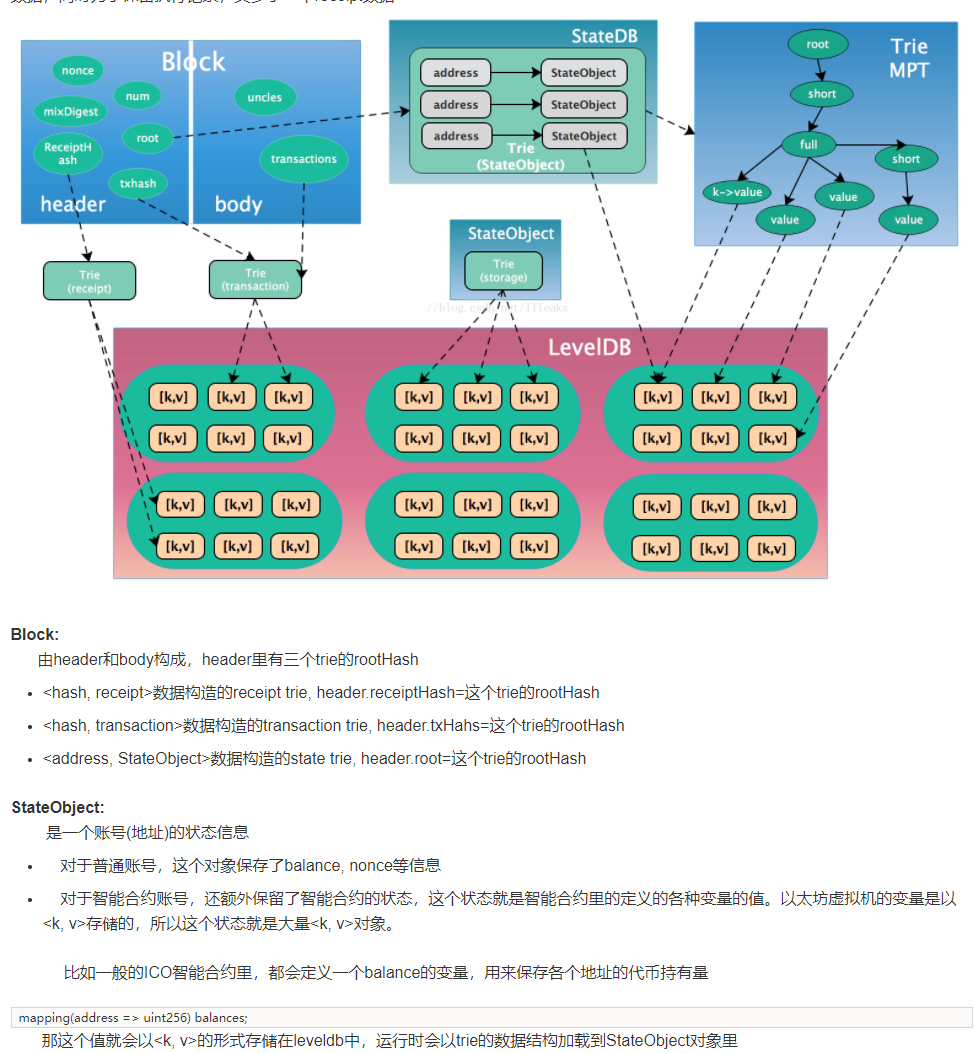 Block
nonce
num
mixDigest
root
ReceiptH
ash
txhash
header
uncles
transactions
body
StateDB
address
StateObject
address
StateObject
address
StateObject
Trie
(StateObject)
Trie
MPT
root
short
full
short
k->value
value
value
value
Trie
(receipt)
Trie
(transaction)
StateObject
Trie
(storage)
//blog.csdn.net/ITleaks
LevelDB
[k,v] [k,v] [k,v] [k,v] [k,v] [k,v] [k,v] [k,v] [k,v]
[k,v] [k,v] [k,v] [k,v] [k,v] [k,v] [k,v] [k,v] [k,v]
[k,v] [k,v] [k,v] [k,v] [k,v] [k,v] [k,v] [k,v] [k,v]
[k,v] [k,v] [k,v] [k,v] [k,v] [k,v] [k,v] [k,v] [k,v]
Block:
由header和body构成，header里有三个trie的rootHash
• <hash, receipt>数据构造的receipt trie, header.receiptHash=这个trie的rootHash
• <hash, transaction>数据构造的transaction trie, header.txHahs=这个trie的rootHash
• <address, StateObject>数据构造的state trie, header.root=这个trie的rootHash
StateObject:
是一个账号(地址)的状态信息
• 对于普通账号，这个对象保存了balance, nonce等信息
• 对于智能合约账号，还额外保留了智能合约的状态，这个状态就是智能合约里的定义的各种变量的值。以太坊虚拟机的变量是以
<k, v>存储的，所以这个状态就是大量<k, v>对象。
比如一般的ICO智能合约里，都会定义一个balance的变量，用来保存各个地址的代币持有量
mapping(address => uint256) balances;
那这个值就会以<k, v>的形式存储在leveldb中，运行时会以trie的数据结构加载到StateObject对象里